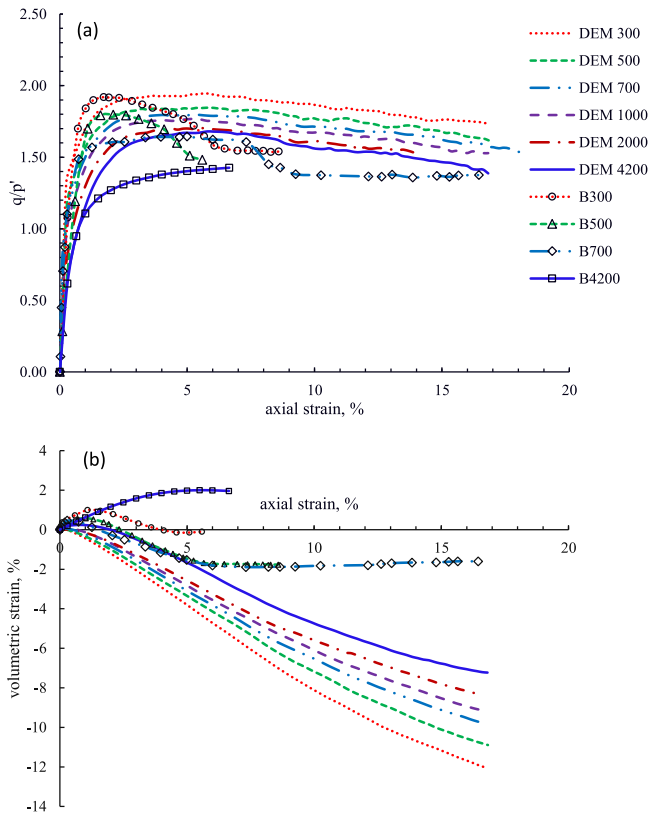 (a)
2.50
2.00
1.50
1.00
0.50
0.00
q/p'
0
5
10
15
20
axial strain, %
DEM 300
DEM 500
DEM 700
DEM 1000
DEM 2000
DEM 4200
B300
B500
B700
B4200
(b)
4
2
0
-2
-4
-6
-8
-10
-12
-14
volumetric strain, %
axial strain, %
0
5
10
15
20